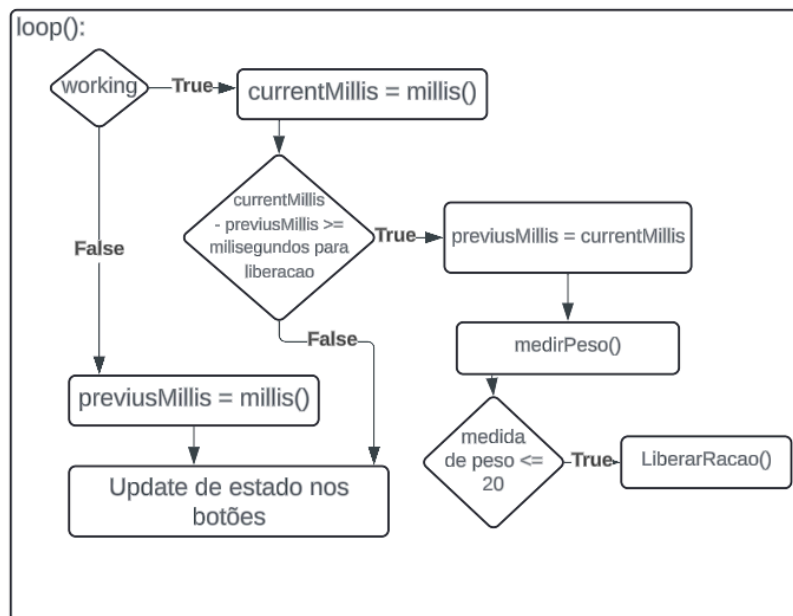 loop():
working
True
currentMillis = millis()
currentMillis
- previusMillis >=
milisegundos para
liberacao
True
previusMillis = currentMillis
False
False
medirPeso()
previusMillis = millis()
medida
de peso <=
20
True
LiberarRacao()
Update de estado nos
botões